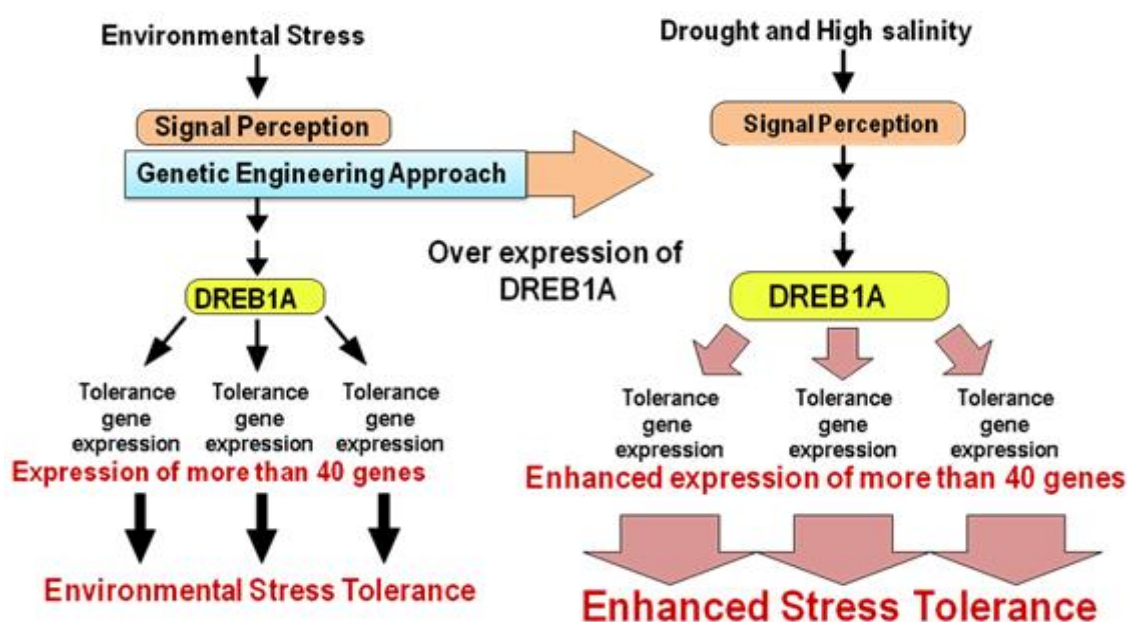 Environmental Stress
Signal Perception
Genetic Engineering Approach
DREB1A
Tolerance
gene
expression
Tolerance
gene
expression
Tolerance
gene
expression
Expression of more than 40 genes
Environmental Stress Tolerance
Over expression of
DREB1A
Drought and High salinity
Signal Perception
DREB1A
Tolerance
gene
expression
Tolerance
gene
expression
Tolerance
gene
expression
Enhanced expression of more than 40 genes
Enhanced Stress Tolerance